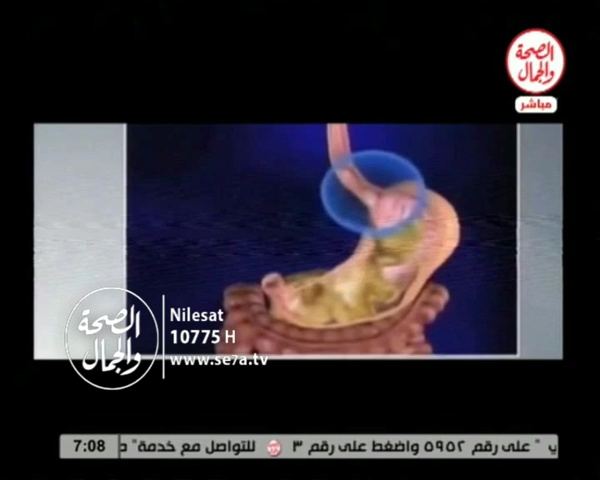 الصحة
والجمال
مباشر
الصحة
والجمال
Nilesat
10775 H
www.se7a.tv
" على رقم ٥٩٥٢ واضغط على رقم ٣ للتواصل مع خدمة"
7:08